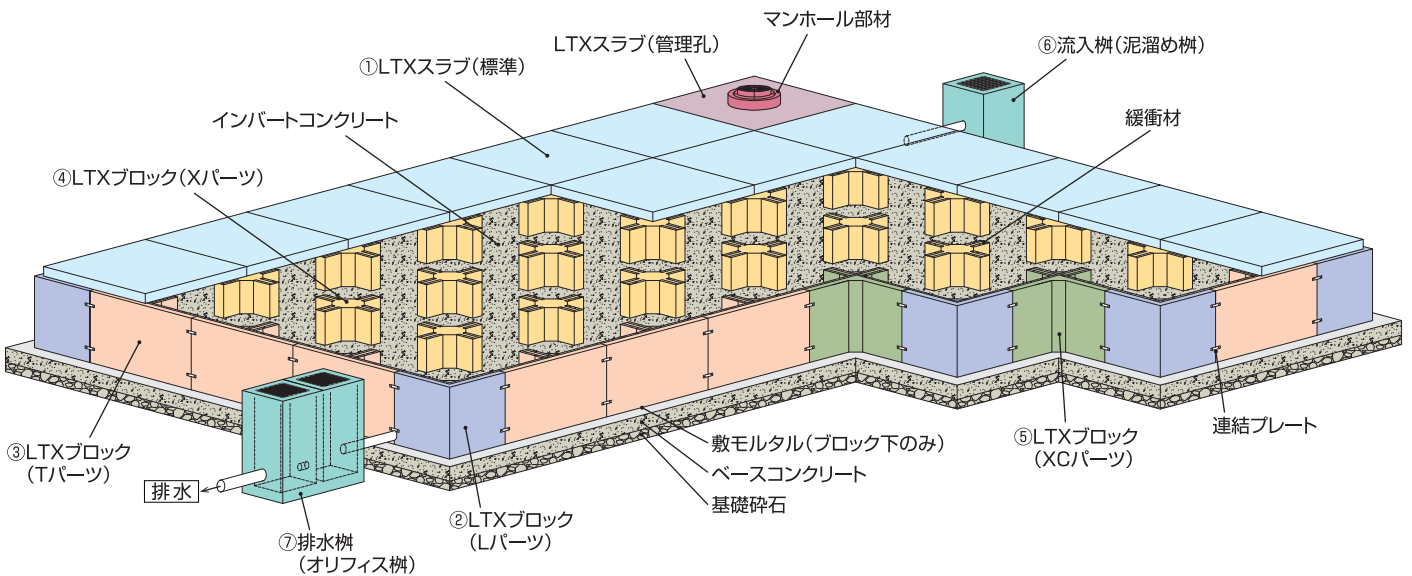 マンホール部材
LTXスラブ(管理孔)
⑥流入桝(泥溜め桝)
①LTXスラブ(標準)
インバートコンクリート
緩衝材
④LTXブロック(Xパーツ)
③LTXブロック
(Tパーツ)
排水
⑦排水桝
(オリフィス桝)
②LTXブロック
(Lパーツ)
敷モルタル(ブロック下のみ)
ベースコンクリート
基礎砕石
⑤LTXブロック
(XCパーツ)
連結プレート